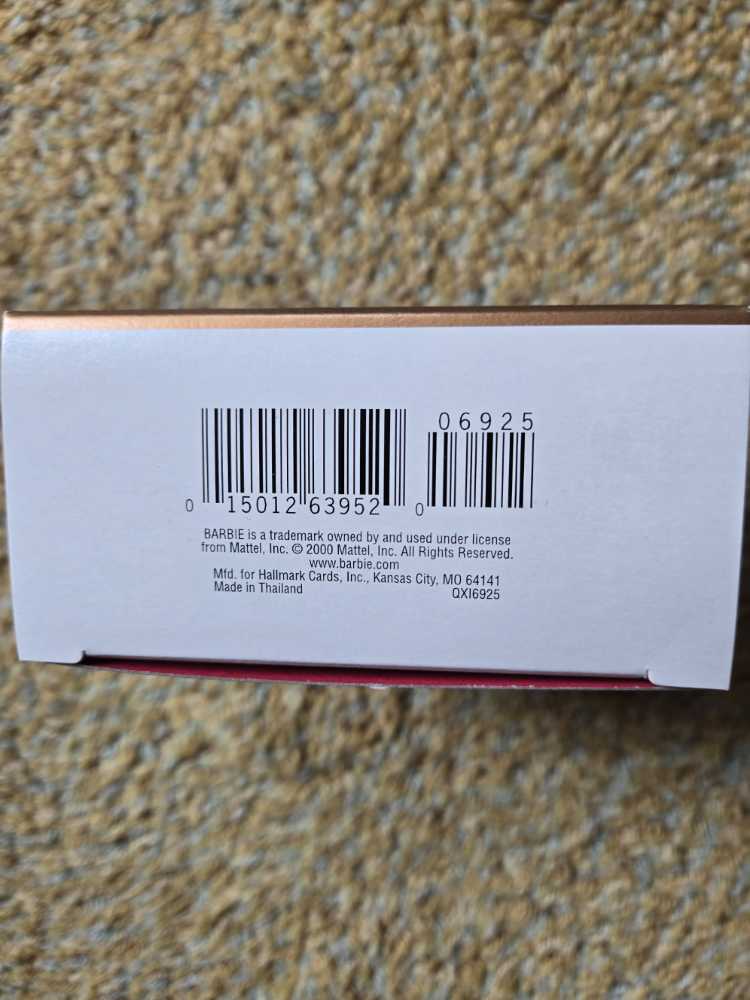 06925
0 15012 63952 0
BARBIE is a trademark owned by and used under license
from Mattel, Inc. © 2000 Mattel, Inc. All Rights Reserved.
www.barbie.com
Mfd. for Hallmark Cards, Inc., Kansas City, MO 64141
Made in Thailand QXI6925